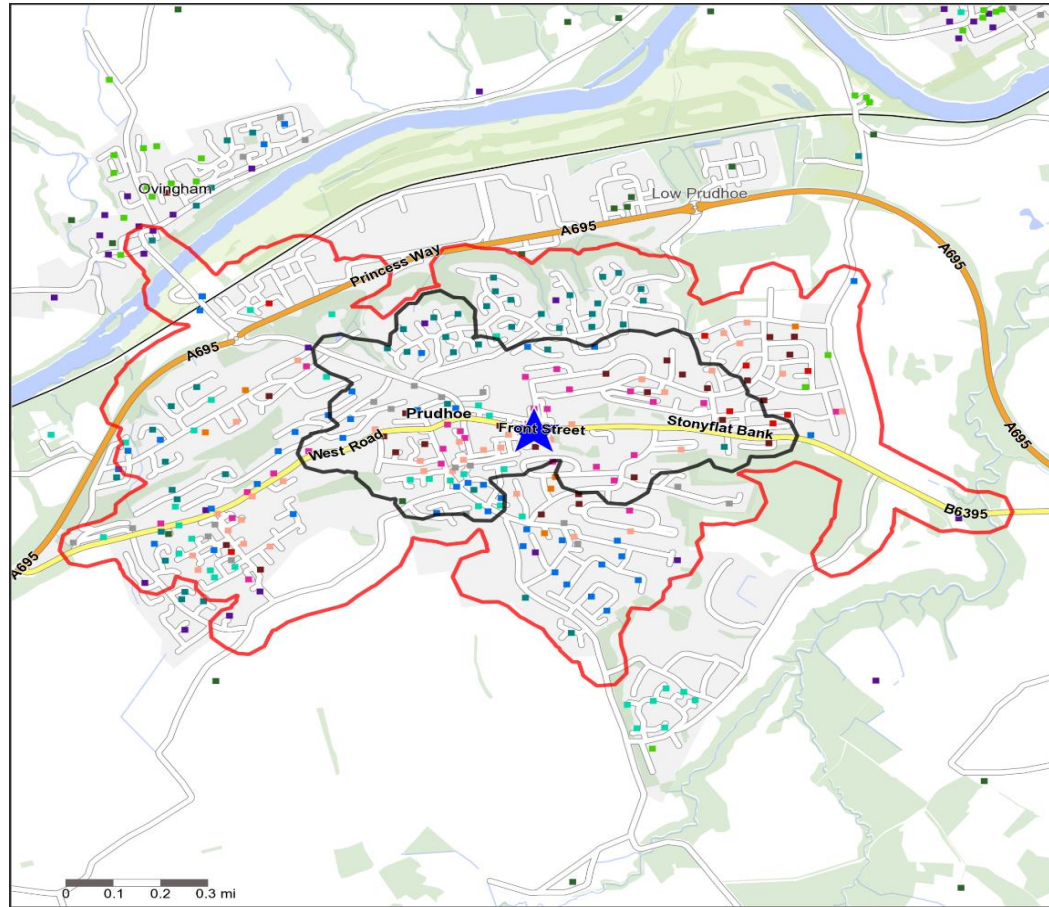 Ovingham
Low Prudhoe
A695
Princess Way
A695
A695
Prudhoe
Front Street
Stonyflat Bank
West Road
A695
B6395
A695
0 0.1 0.2 0.3 mi